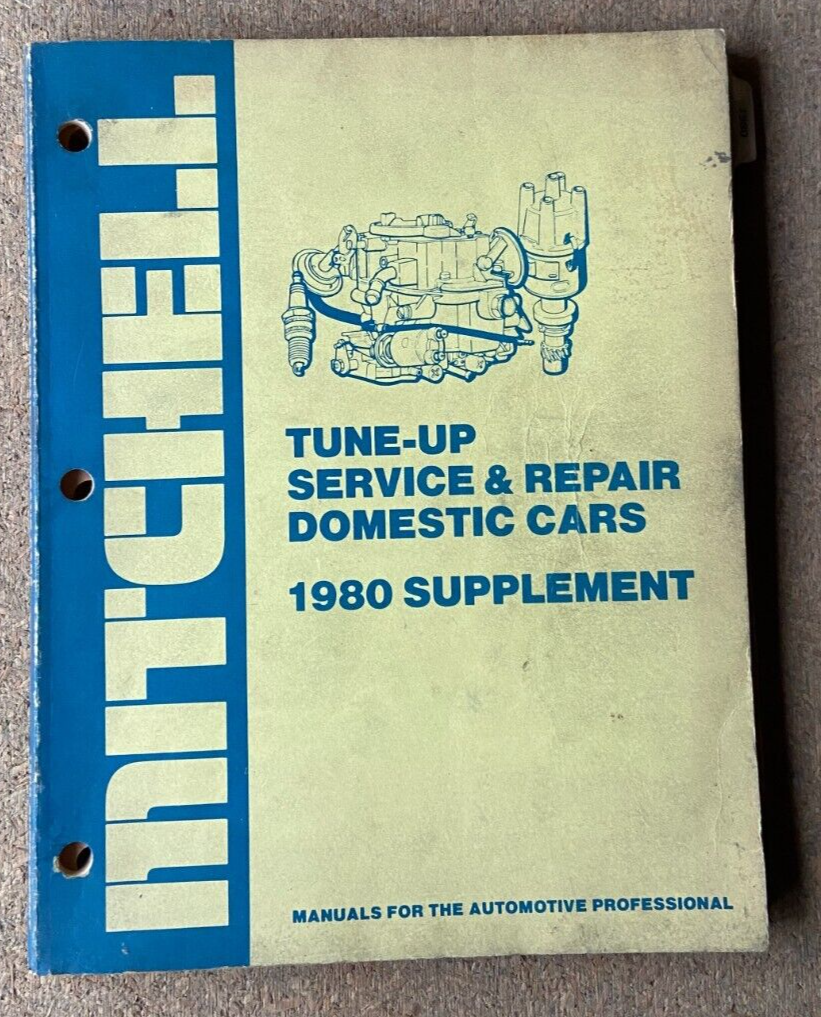 MITCHELL
TUNE-UP
SERVICE & REPAIR
DOMESTIC CARS
1980 SUPPLEMENT
MANUALS FOR THE AUTOMOTIVE PROFESSIONAL